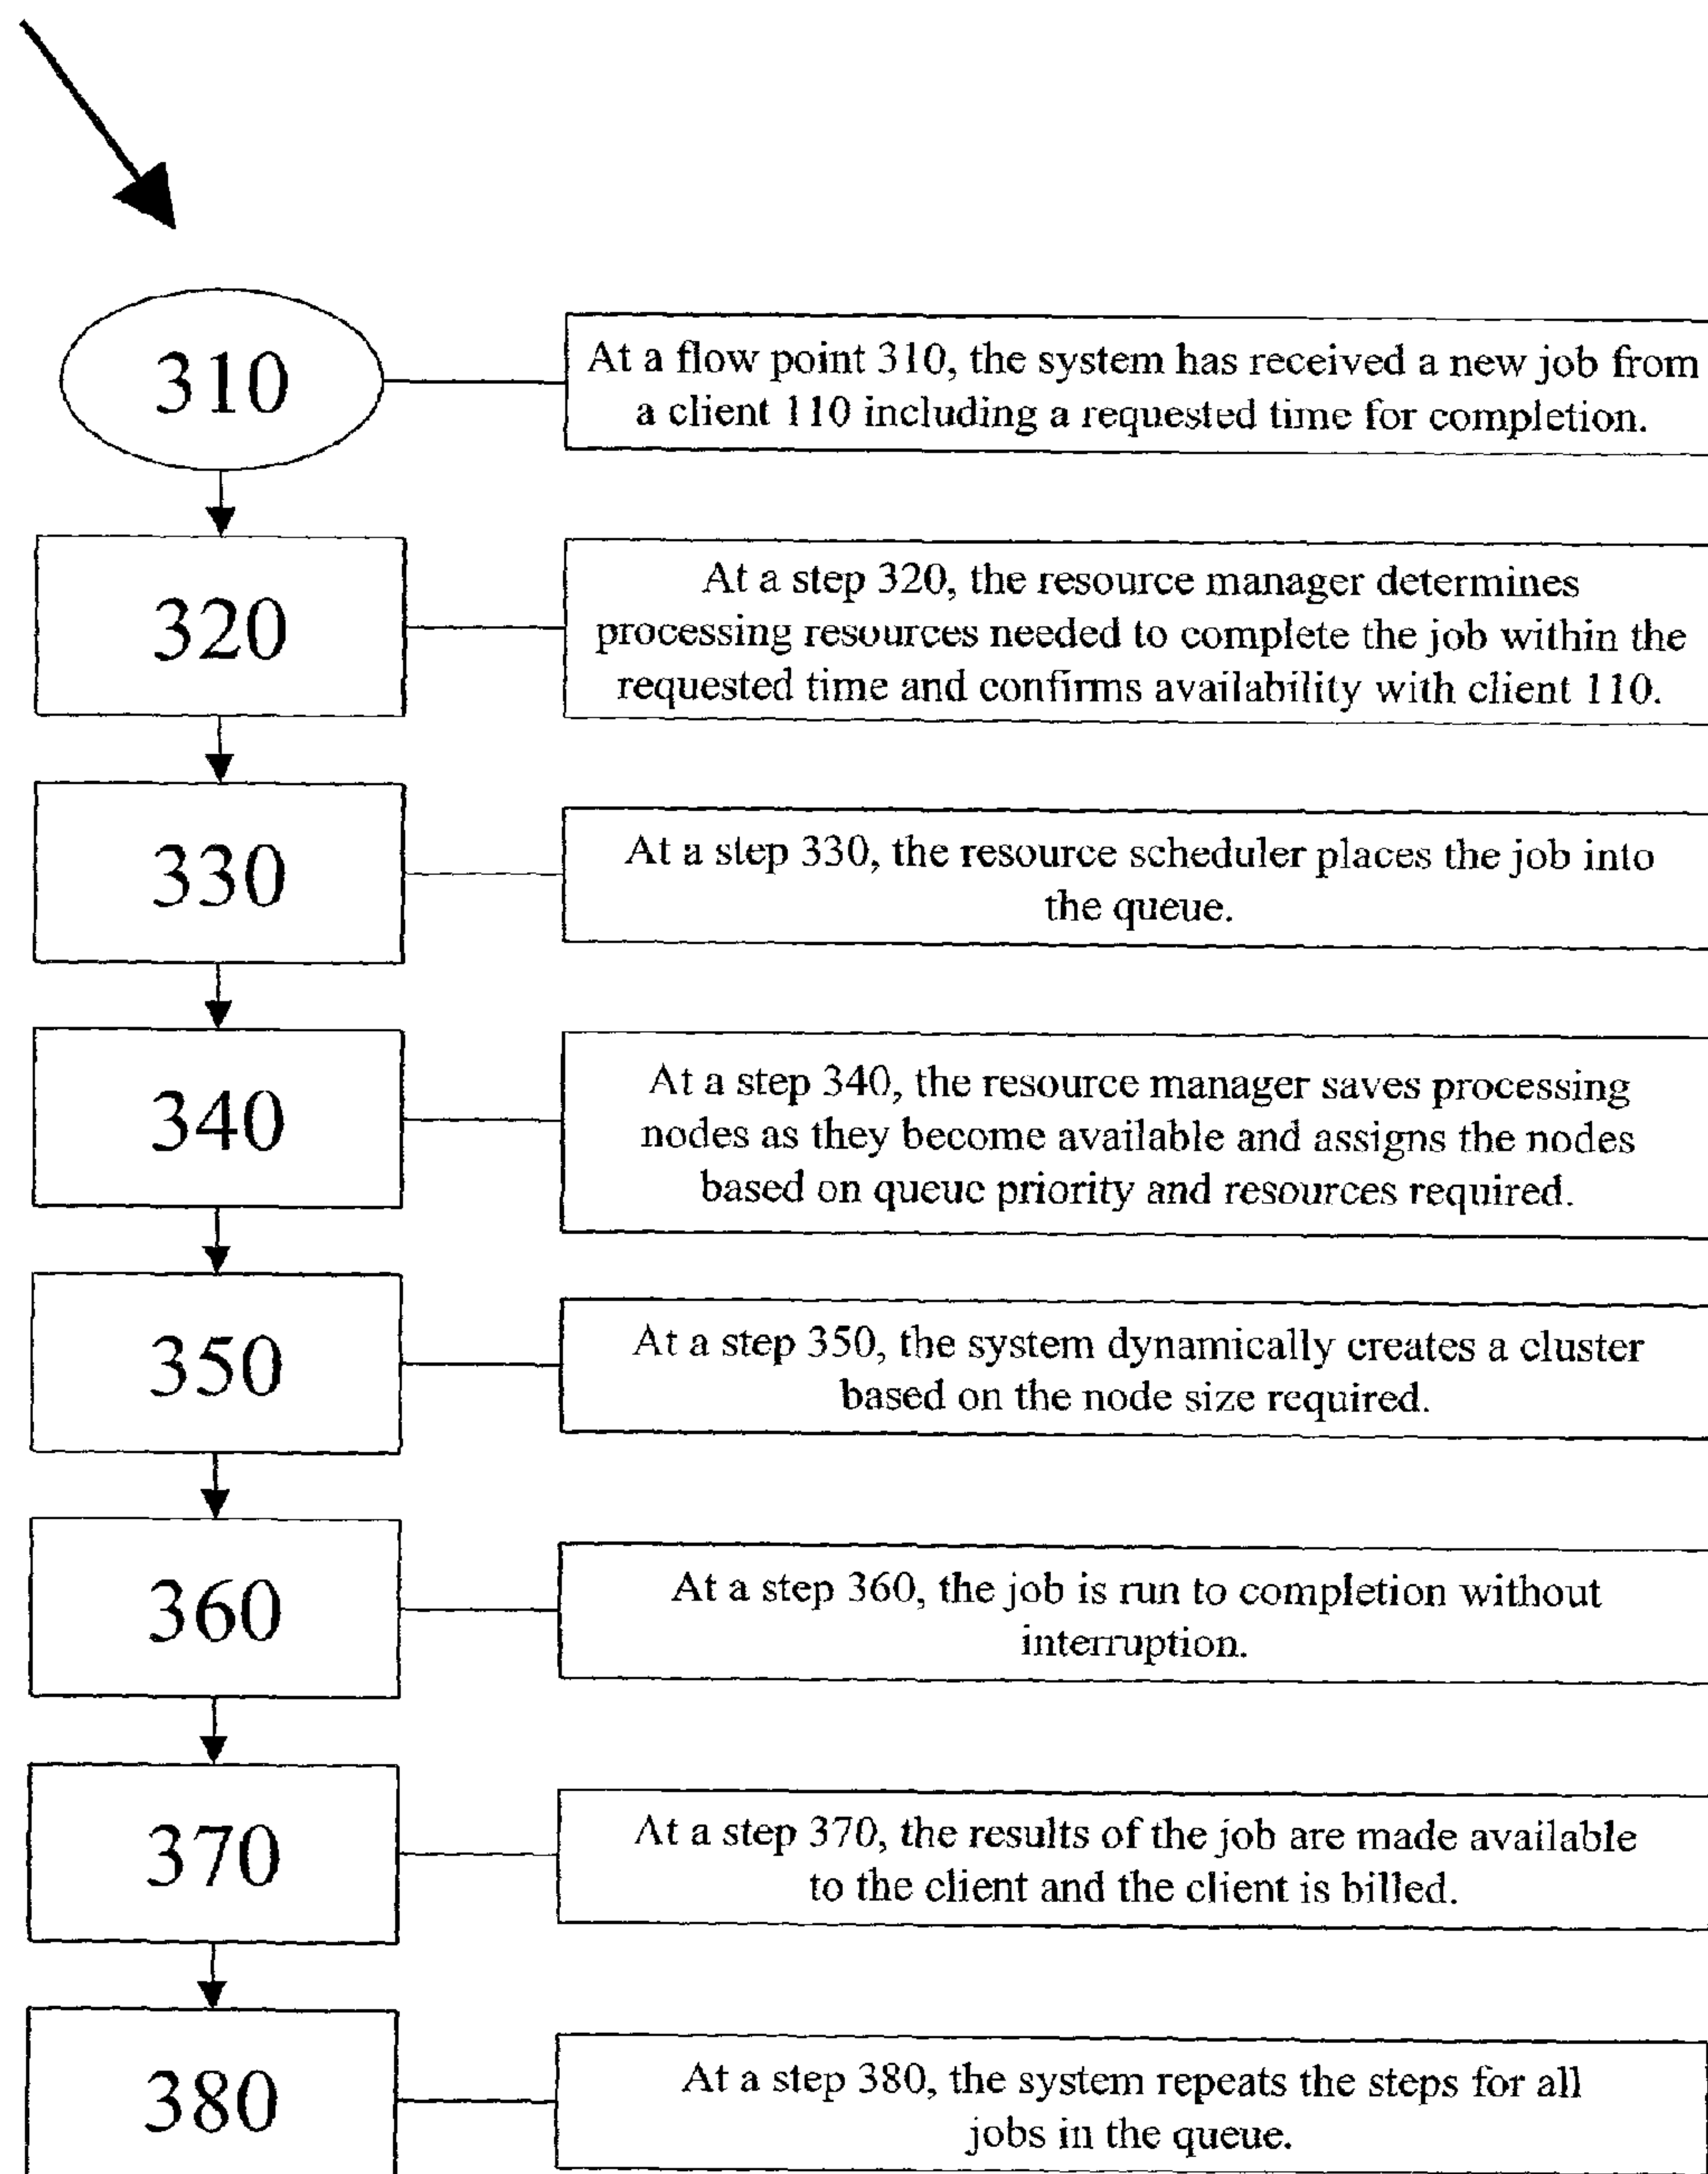 310
At a flow point 310, the system has received a new job from
a client 110 including a requested time for completion.
320
At a step 320, the resource manager determines
processing resources needed to complete the job within the
requested time and confirms availability with client 110.
330
At a step 330, the resource scheduler places the job into
the queue.
340
At a step 340, the resource manager saves processing
nodes as they become available and assigns the nodes
based on queue priority and resources required.
350
At a step 350, the system dynamically creates a cluster
based on the node size required.
360
At a step 360, the job is run to completion without
interruption.
370
At a step 370, the results of the job are made available
to the client and the client is billed.
380
At a step 380, the system repeats the steps for all
jobs in the queue.